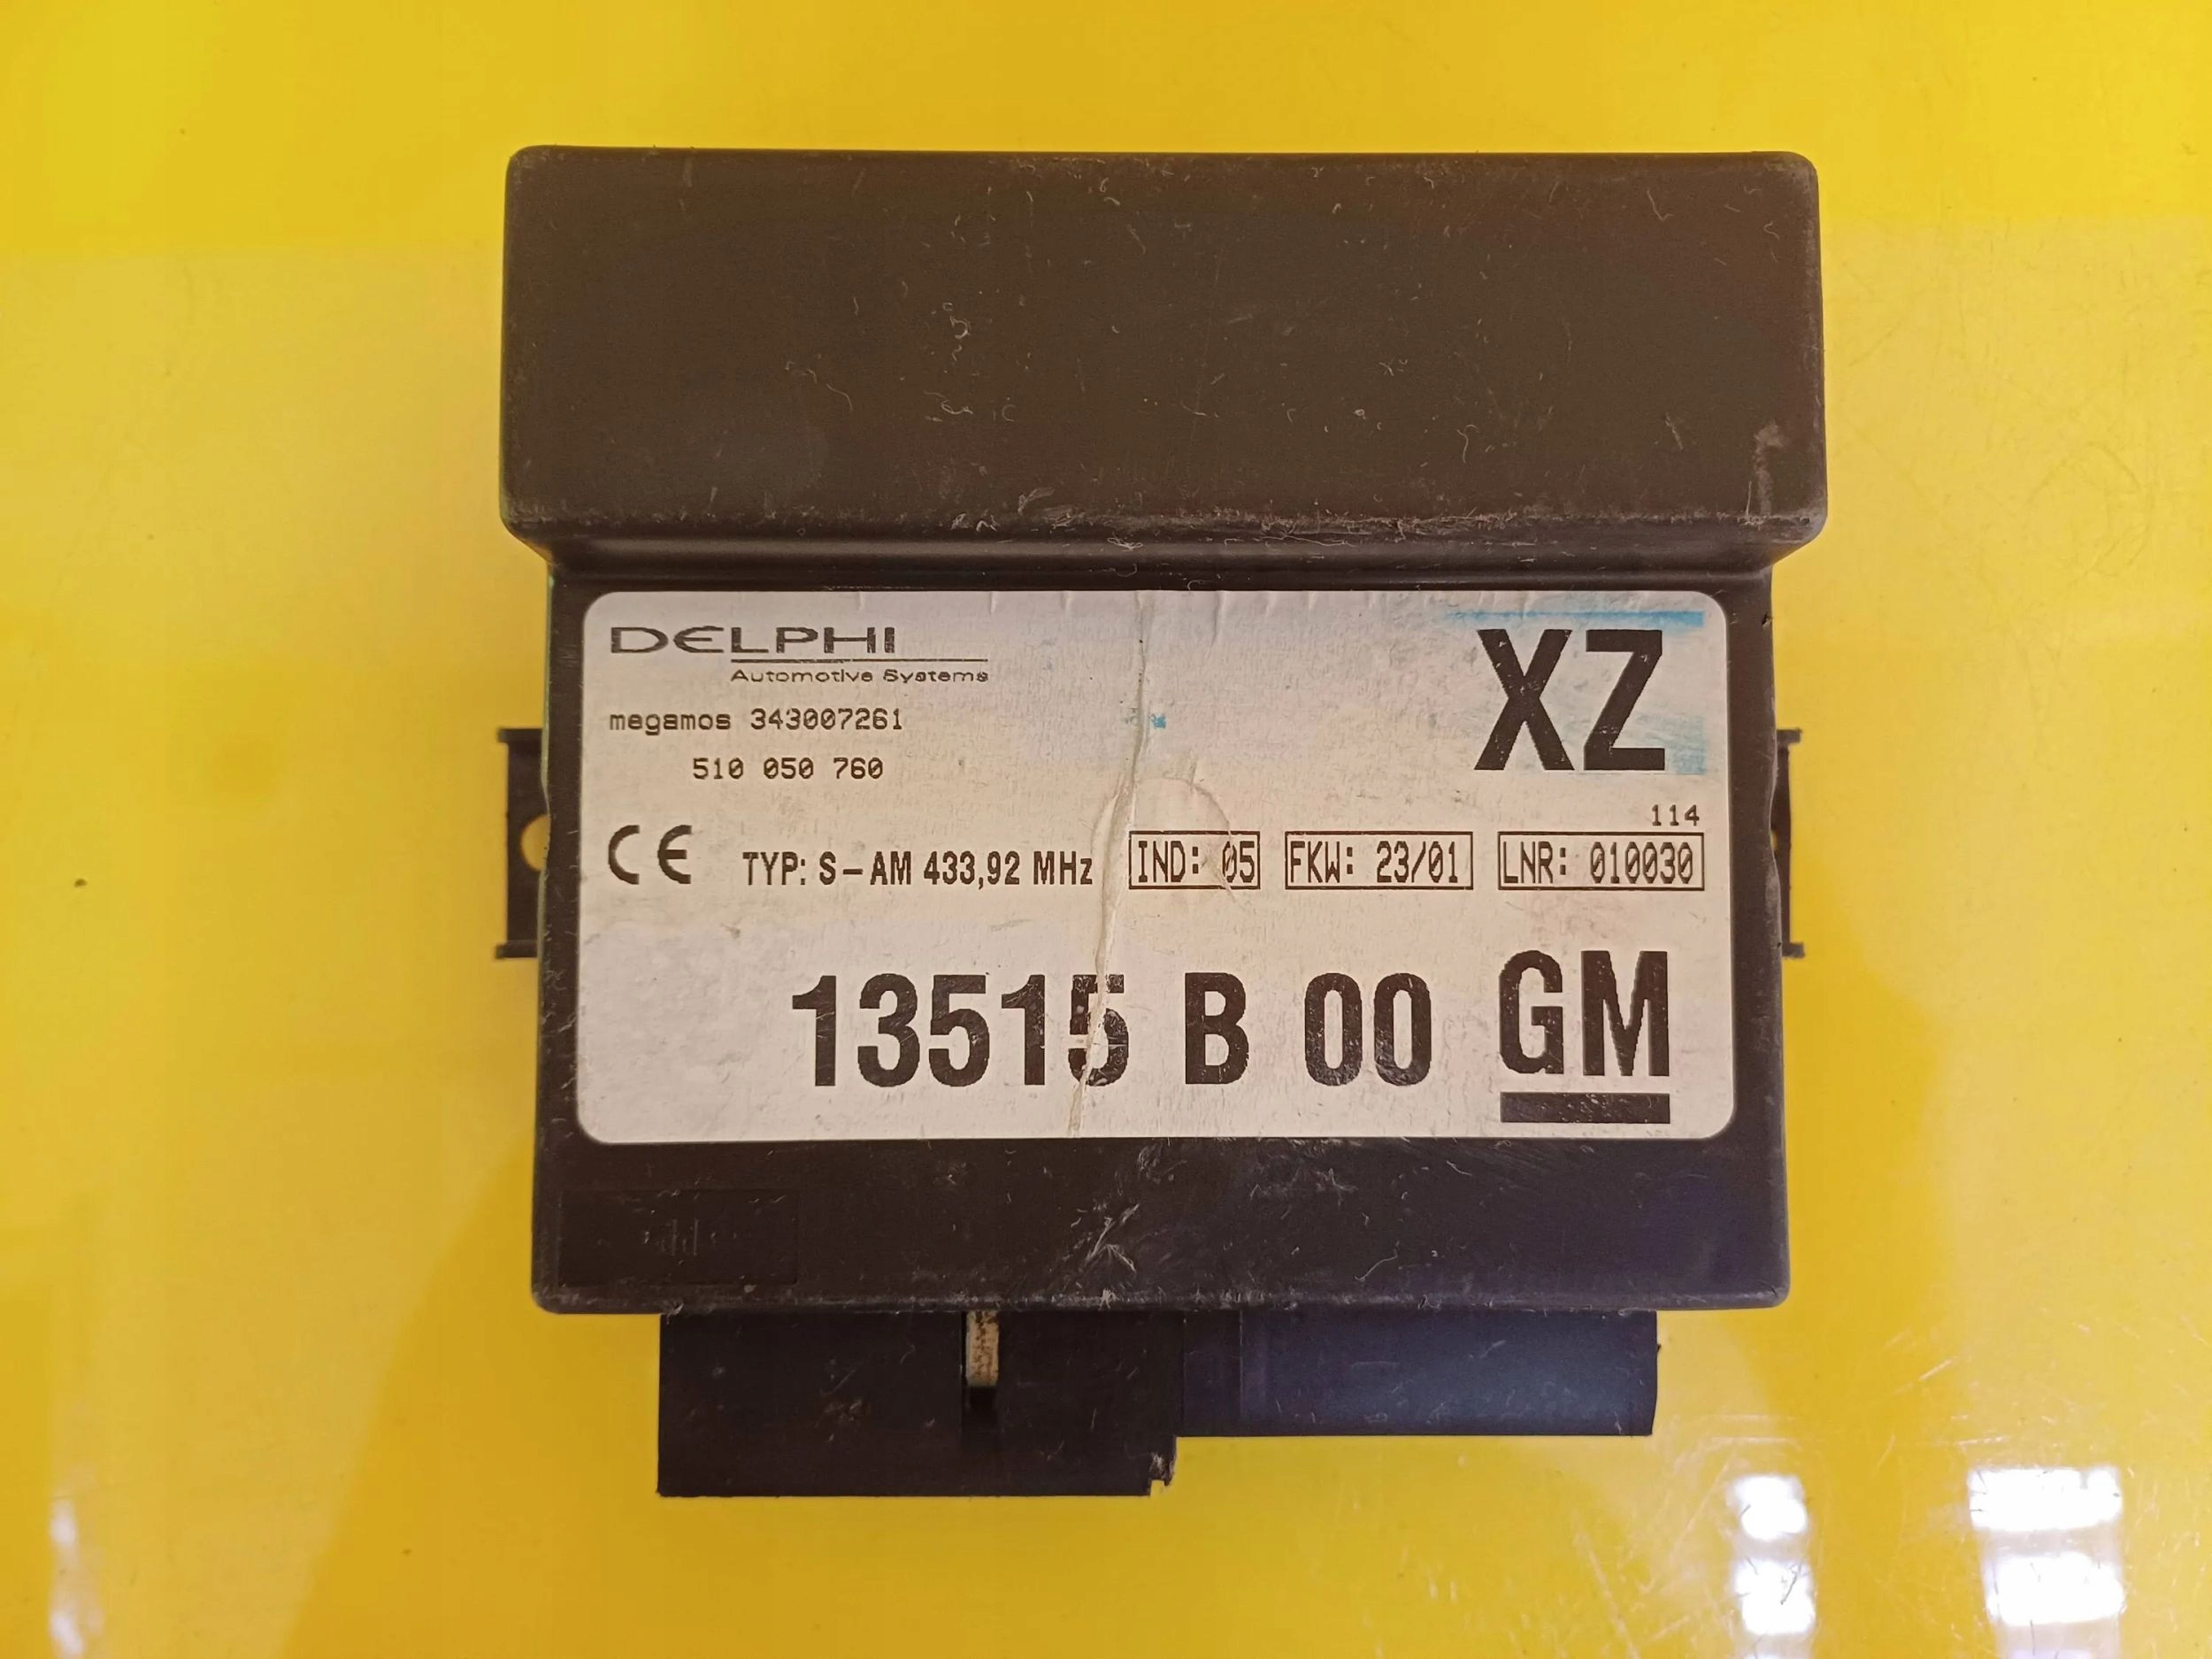 DELPHI
Automotive Systems
XZ
megamos 343007261
510 050 760
114
CE TYP: S-AM 433,92 MHz IND: 05 FKW: 23/01 LNR: 010030
13515 B 00 GM